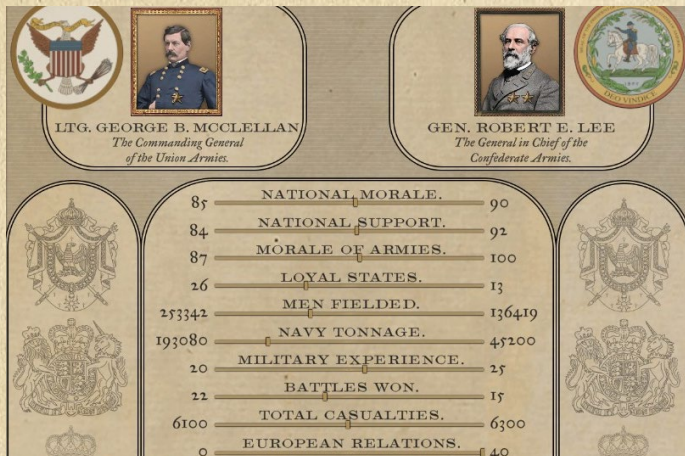 LTG. GEORGE B. MCCLELLAN
The Commanding General
of the Union Armies.
GEN. ROBERT E. LEE
The General in Chief of the
Confederate Armies.
DEO VINDICE
85 NATIONAL MORALE. 90
84 NATIONAL SUPPORT. 92
87 MORALE OF ARMIES. 100
26 LOYAL STATES. 13
253342 MEN FIELDED. 136419
193080 NAVY TONNAGE. 45200
20 MILITARY EXPERIENCE. 25
22 BATTLES WON. 15
6100 TOTAL CASUALTIES. 6300
0 EUROPEAN RELATIONS. 40